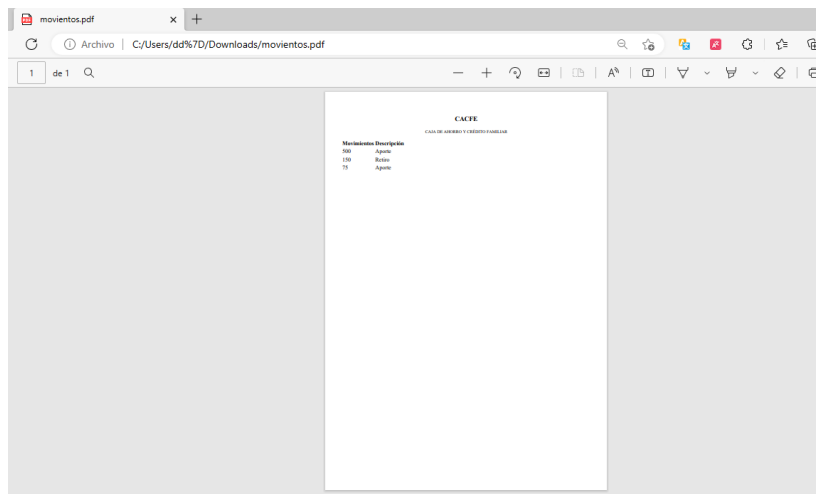 movientos.pdf
Archivo C:/Users/dd%7D/Downloads/movientos.pdf
1 de 1
CACFE
CAJA DE AHORRO Y CRÉDITO FAMILIAR
Movimientos Descripción
500 Aporte
150 Retiro
75 Aporte